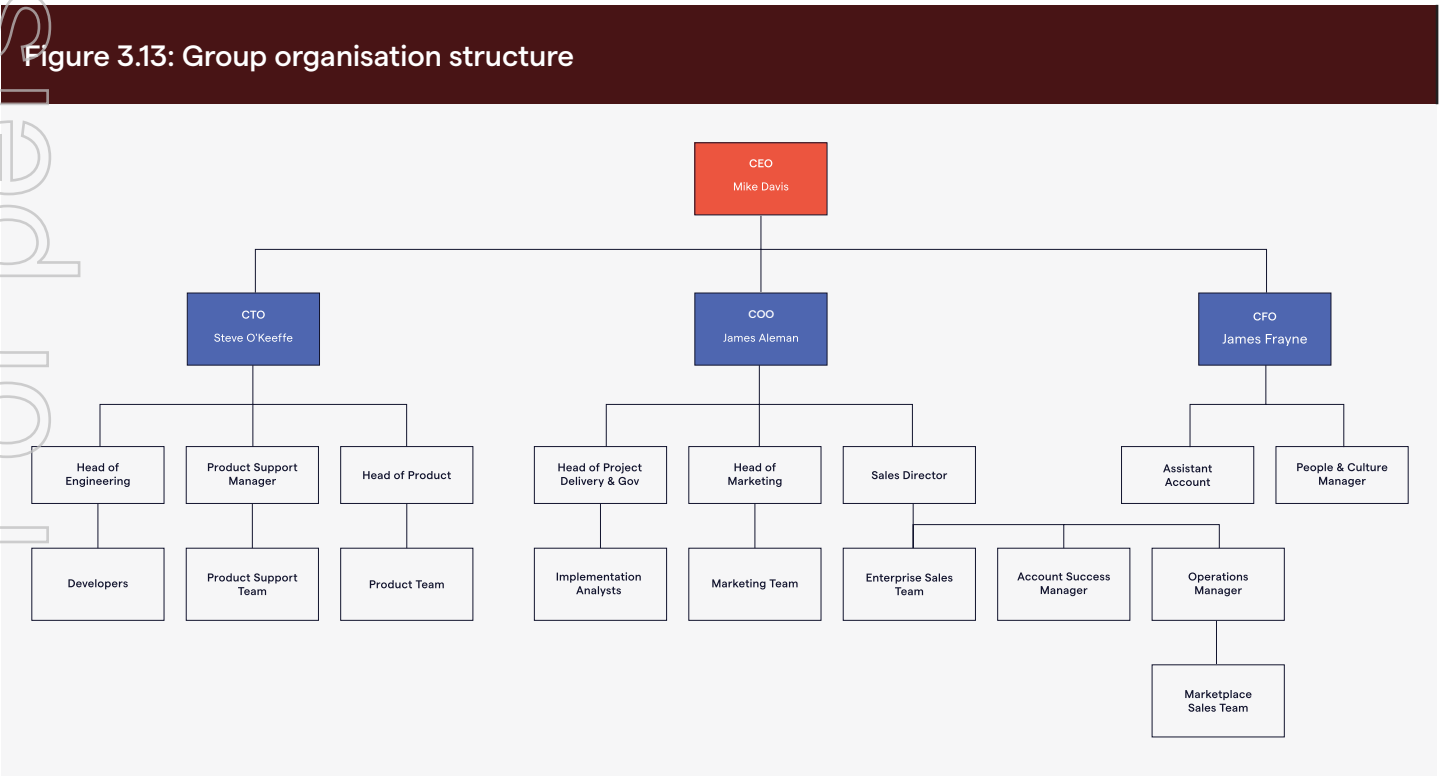 Figure 3.13: Group organisation structure
CEO
Mike Davis
CTO
Steve O'Keeffe
COO
James Aleman
CFO
James Frayne
Head of
Engineering
Product Support
Manager
Head of Product
Head of Project
Delivery & Gov
Head of
Marketing
Sales Director
Assistant
Account
People & Culture
Manager
Developers
Product Support
Team
Product Team
Implementation
Analysts
Marketing Team
Enterprise Sales
Team
Account Success
Manager
Operations
Manager
Marketplace
Sales Team